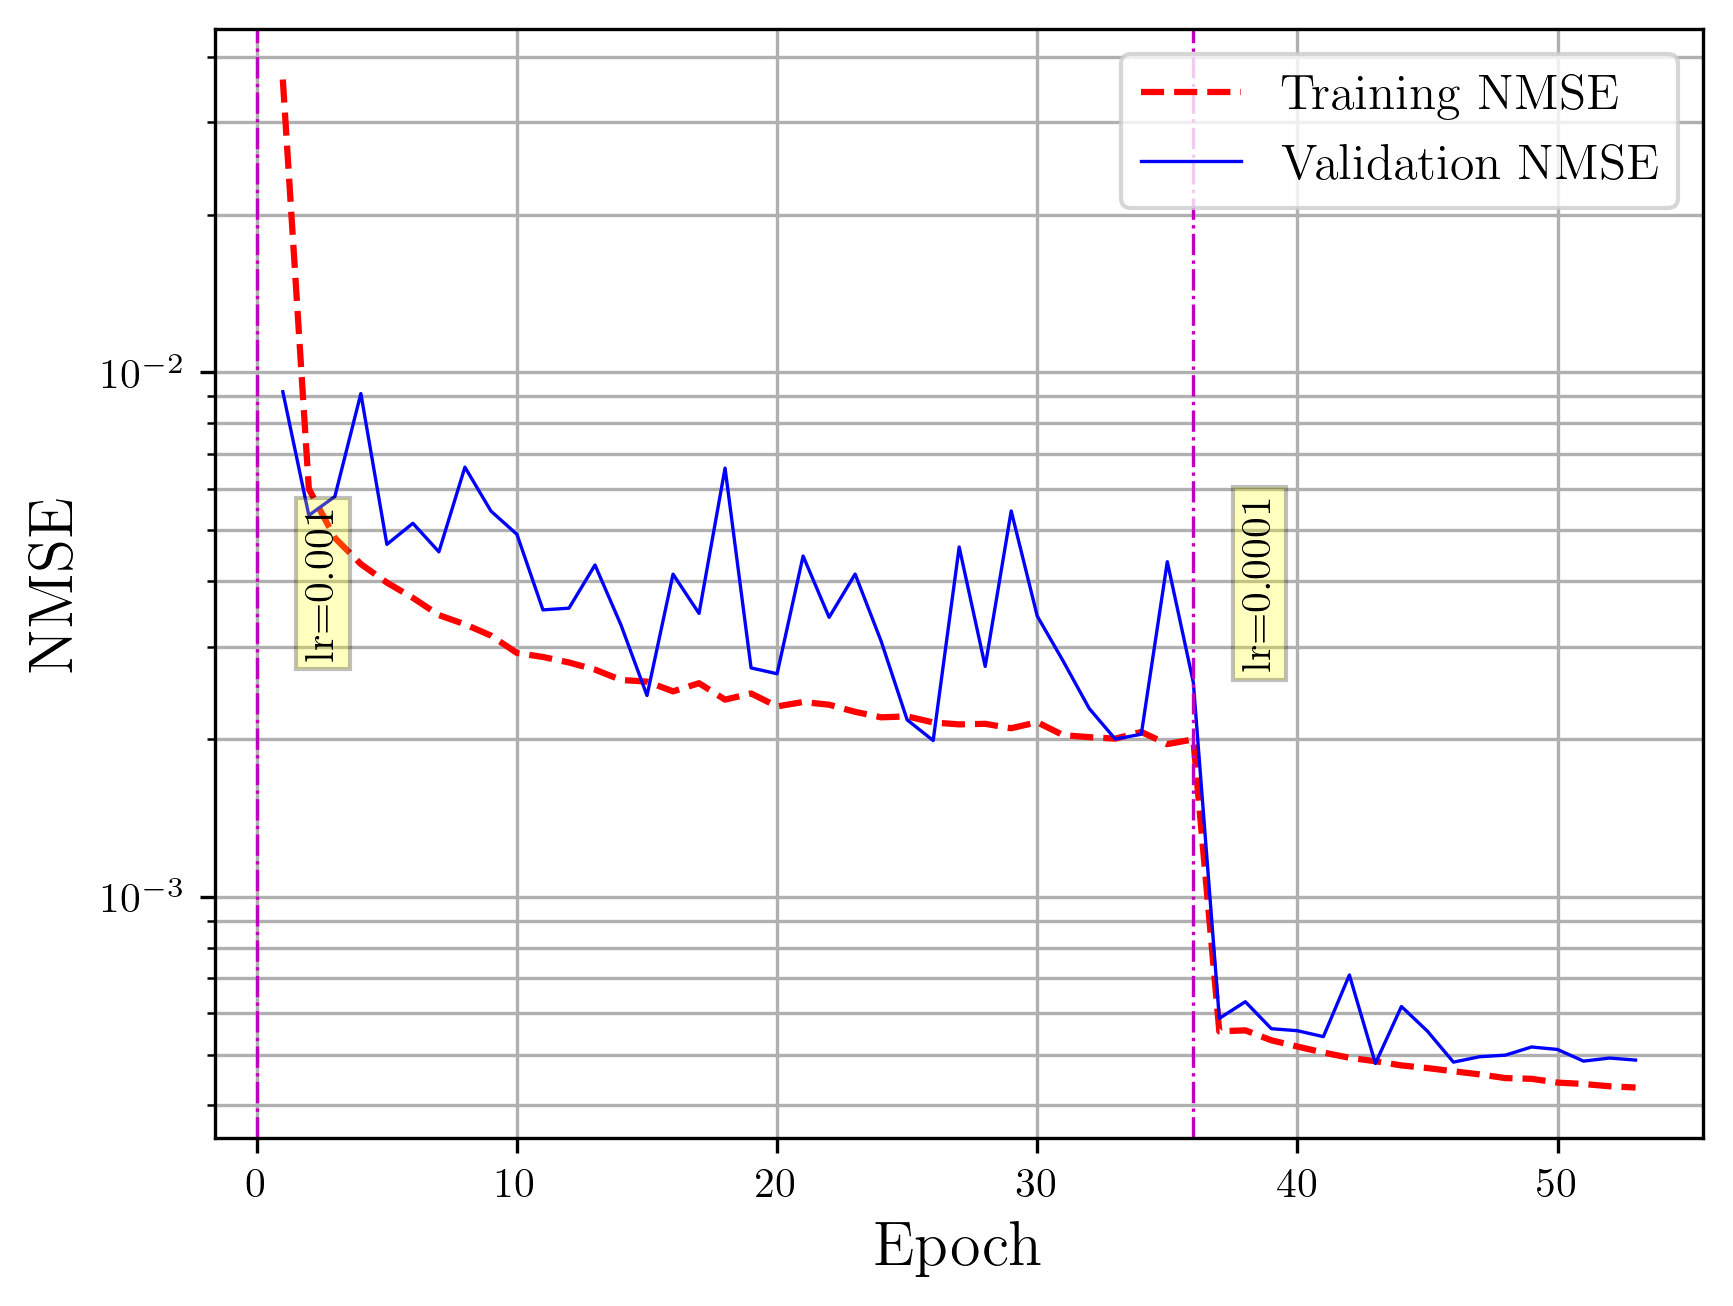 Training NMSE
Validation NMSE
10⁻²
10⁻³
NMSE
lr=0.001
lr=0.0001
0 10 20 30 40 50
Epoch